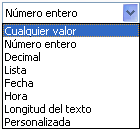 Número entero
Cualquier valor
Número entero
Decimal
Lista
Fecha
Hora
Longitud del texto
Personalizada